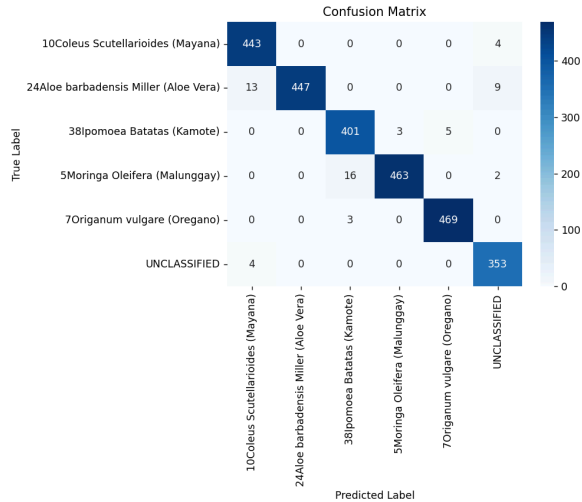 Confusion Matrix
True Label
10Coleus Scutellarioides (Mayana) 443 0 0 0 0 4
24Aloe barbadensis Miller (Aloe Vera) 13 447 0 0 0 9
38Ipomoea Batatas (Kamote) 0 0 401 3 5 0
5Moringa Oleifera (Malunggay) 0 0 16 463 0 2
7Origanum vulgare (Oregano) 0 0 3 0 469 0
UNCLASSIFIED 4 0 0 0 0 353
10Coleus Scutellarioides (Mayana)
24Aloe barbadensis Miller (Aloe Vera)
38Ipomoea Batatas (Kamote)
5Moringa Oleifera (Malunggay)
7Origanum vulgare (Oregano)
UNCLASSIFIED
Predicted Label
400
300
200
100
0